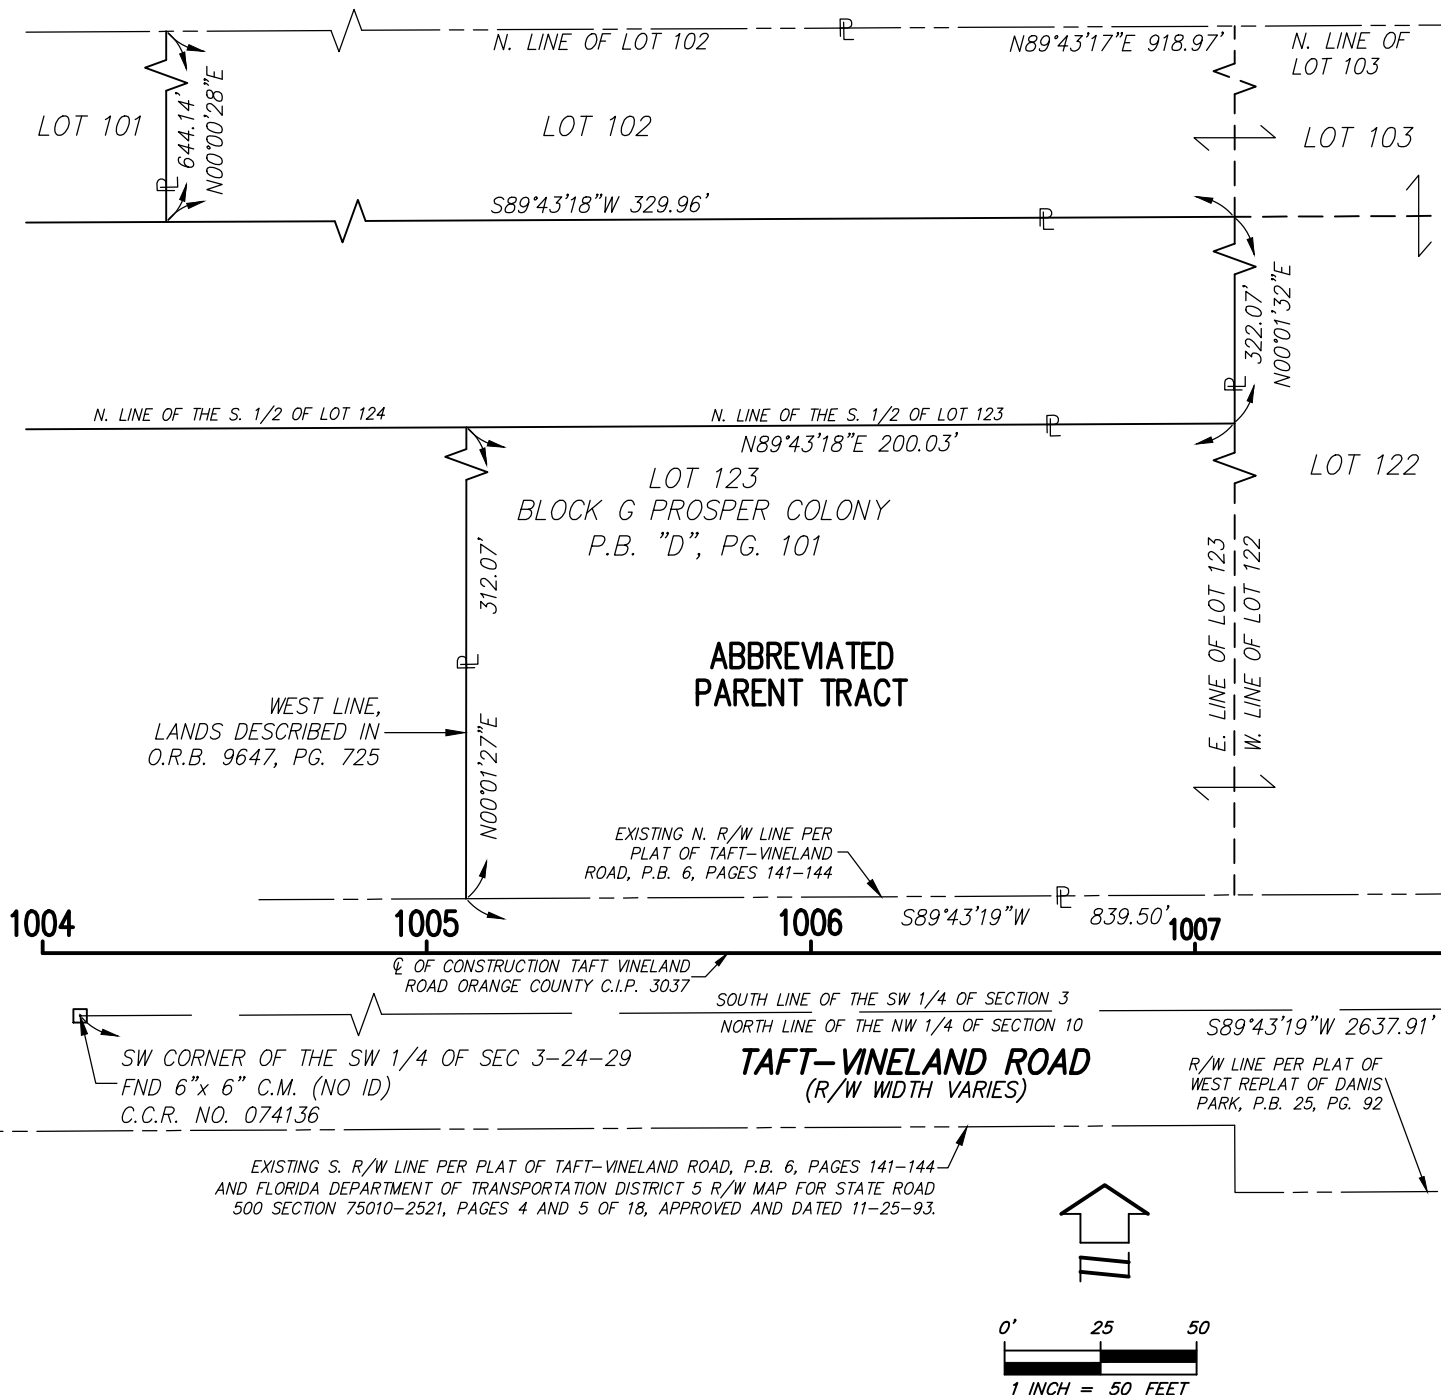 N. LINE OF LOT 102
N89°43'17"E 918.97'
N. LINE OF
LOT 103
LOT 101
644.14'
N00°00'28"E
LOT 102
LOT 103
S89°43'18"W 329.96'
322.07'
N00°01'32"E
N. LINE OF THE S. 1/2 OF LOT 124
N. LINE OF THE S. 1/2 OF LOT 123
N89°43'18"E 200.03'
LOT 123
BLOCK G PROSPER COLONY
P.B. "D", PG. 101
LOT 122
312.07'
N00°01'27"E
E. LINE OF LOT 123
W. LINE OF LOT 122
ABBREVIATED
PARENT TRACT
WEST LINE,
LANDS DESCRIBED IN
O.R.B. 9647, PG. 725
EXISTING N. R/W LINE PER
PLAT OF TAFT-VINELAND
ROAD, P.B. 6, PAGES 141-144
S89°43'19"W 839.50'
1004 1005 1006 1007
℄ OF CONSTRUCTION TAFT VINELAND
ROAD ORANGE COUNTY C.I.P. 3037
SOUTH LINE OF THE SW 1/4 OF SECTION 3
NORTH LINE OF THE NW 1/4 OF SECTION 10
S89°43'19"W 2637.91'
SW CORNER OF THE SW 1/4 OF SEC 3-24-29
FND 6"x 6" C.M. (NO ID)
C.C.R. NO. 074136
TAFT-VINELAND ROAD
(R/W WIDTH VARIES)
R/W LINE PER PLAT OF
WEST REPLAT OF DANIS
PARK, P.B. 25, PG. 92
EXISTING S. R/W LINE PER PLAT OF TAFT-VINELAND ROAD, P.B. 6, PAGES 141-144
AND FLORIDA DEPARTMENT OF TRANSPORTATION DISTRICT 5 R/W MAP FOR STATE ROAD
500 SECTION 75010-2521, PAGES 4 AND 5 OF 18, APPROVED AND DATED 11-25-93.
0' 25 50
1 INCH = 50 FEET